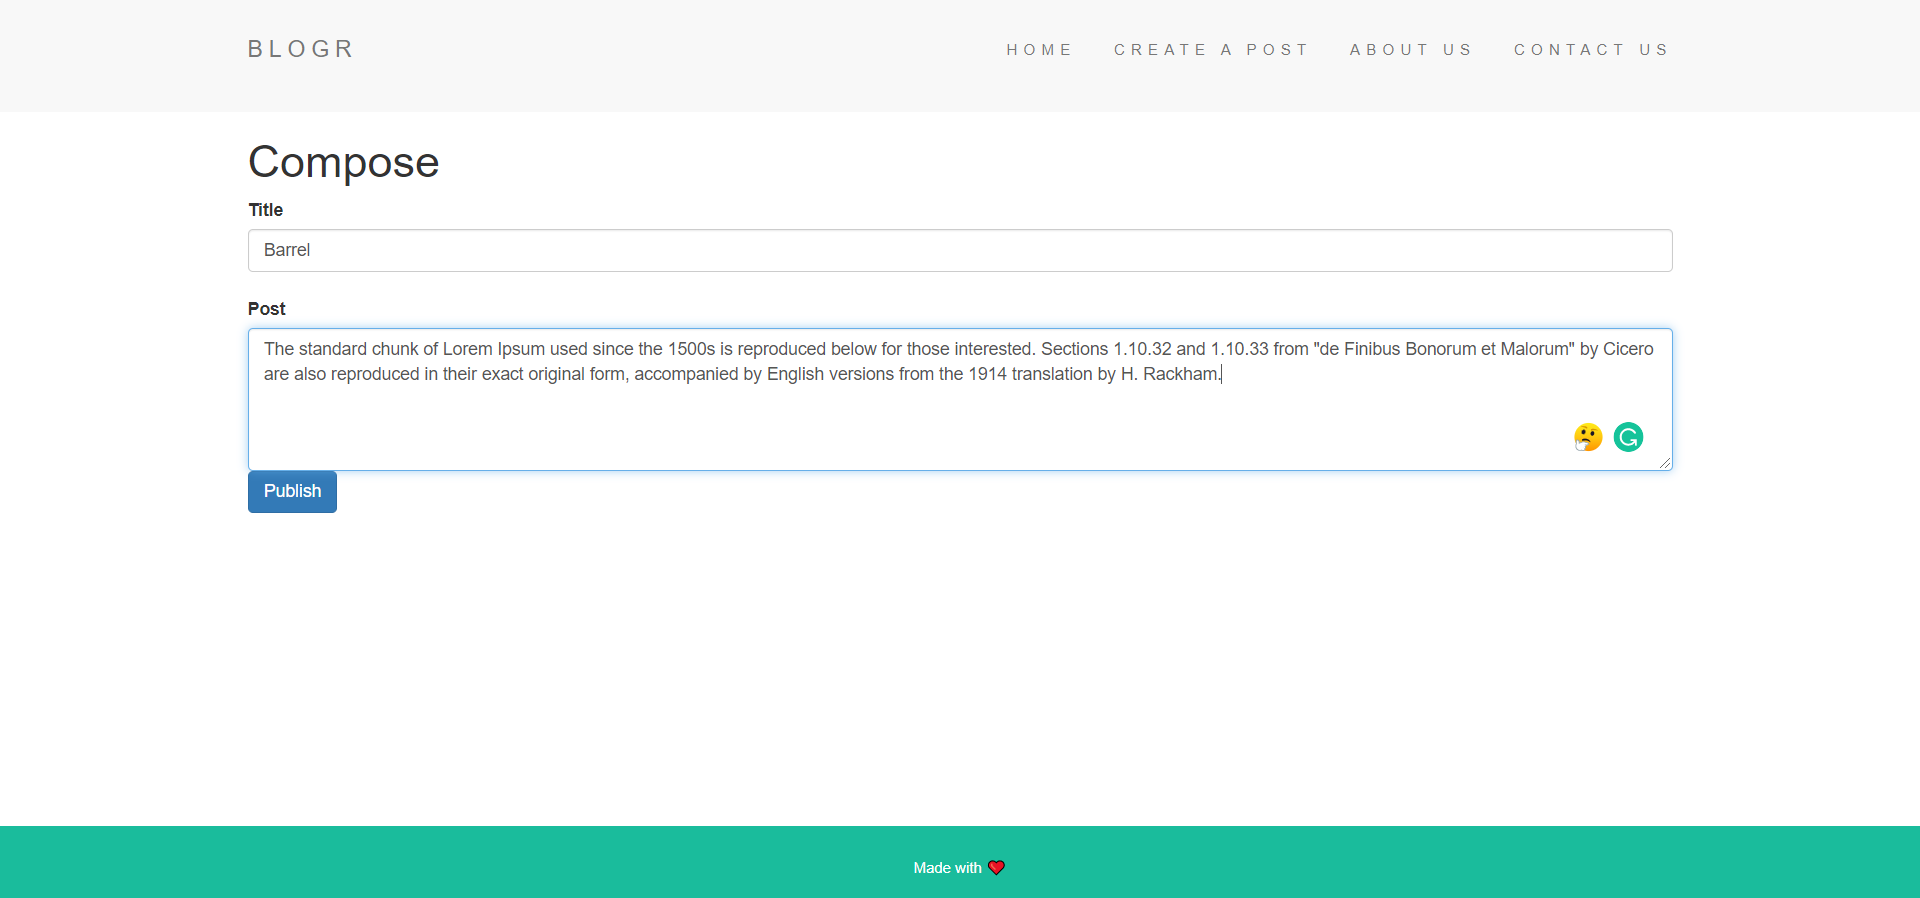 BLOGR
HOME CREATE A POST ABOUT US CONTACT US
Compose
Title
Barrel
Post
The standard chunk of Lorem Ipsum used since the 1500s is reproduced below for those interested. Sections 1.10.32 and 1.10.33 from "de Finibus Bonorum et Malorum" by Cicero
are also reproduced in their exact original form, accompanied by English versions from the 1914 translation by H. Rackham.
Publish
Made with